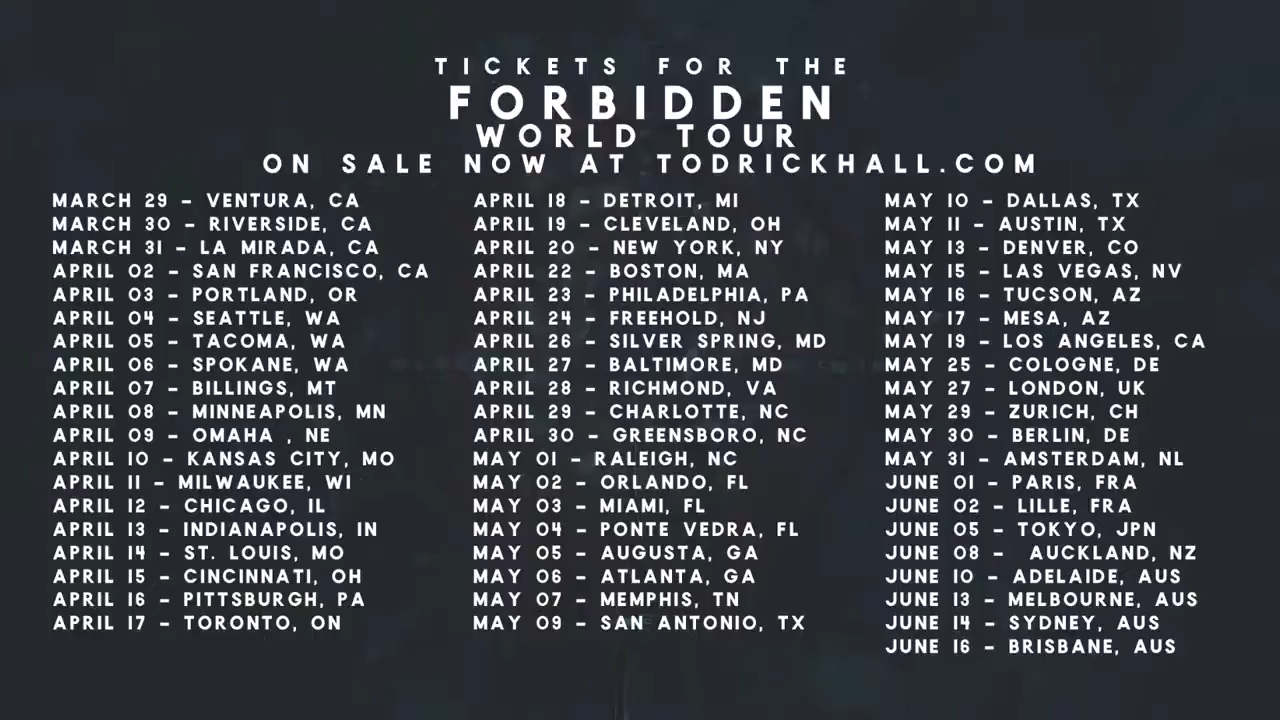 TICKETS FOR THE
FORBIDDEN
WORLD TOUR
ON SALE NOW AT TODRICKHALL.COM
MARCH 29 – VENTURA, CA
MARCH 30 – RIVERSIDE, CA
MARCH 31 – LA MIRADA, CA
APRIL 02 – SAN FRANCISCO, CA
APRIL 03 – PORTLAND, OR
APRIL 04 – SEATTLE, WA
APRIL 05 – TACOMA, WA
APRIL 06 – SPOKANE, WA
APRIL 07 – BILLINGS, MT
APRIL 08 – MINNEAPOLIS, MN
APRIL 09 – OMAHA , NE
APRIL 10 – KANSAS CITY, MO
APRIL 11 – MILWAUKEE, WI
APRIL 12 – CHICAGO, IL
APRIL 13 – INDIANAPOLIS, IN
APRIL 14 – ST. LOUIS, MO
APRIL 15 – CINCINNATI, OH
APRIL 16 – PITTSBURGH, PA
APRIL 17 – TORONTO, ON
APRIL 18 – DETROIT, MI
APRIL 19 – CLEVELAND, OH
APRIL 20 – NEW YORK, NY
APRIL 22 – BOSTON, MA
APRIL 23 – PHILADELPHIA, PA
APRIL 24 – FREEHOLD, NJ
APRIL 26 – SILVER SPRING, MD
APRIL 27 – BALTIMORE, MD
APRIL 28 – RICHMOND, VA
APRIL 29 – CHARLOTTE, NC
APRIL 30 – GREENSBORO, NC
MAY 01 – RALEIGH, NC
MAY 02 – ORLANDO, FL
MAY 03 – MIAMI, FL
MAY 04 – PONTE VEDRA, FL
MAY 05 – AUGUSTA, GA
MAY 06 – ATLANTA, GA
MAY 07 – MEMPHIS, TN
MAY 09 – SAN ANTONIO, TX
MAY 10 – DALLAS, TX
MAY 11 – AUSTIN, TX
MAY 13 – DENVER, CO
MAY 15 – LAS VEGAS, NV
MAY 16 – TUCSON, AZ
MAY 17 – MESA, AZ
MAY 19 – LOS ANGELES, CA
MAY 25 – COLOGNE, DE
MAY 27 – LONDON, UK
MAY 29 – ZURICH, CH
MAY 30 – BERLIN, DE
MAY 31 – AMSTERDAM, NL
JUNE 01 – PARIS, FRA
JUNE 02 – LILLE, FRA
JUNE 05 – TOKYO, JPN
JUNE 08 – AUCKLAND, NZ
JUNE 10 – ADELAIDE, AUS
JUNE 13 – MELBOURNE, AUS
JUNE 14 – SYDNEY, AUS
JUNE 16 – BRISBANE, AUS